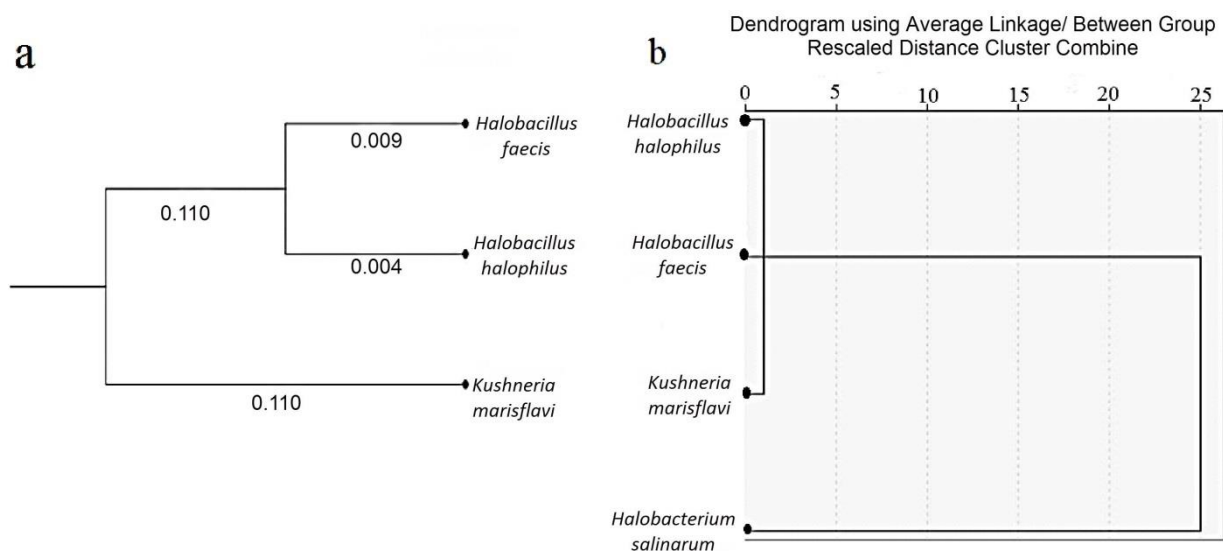 a
0.009
Halobacillus
faecis
0.110
0.004
Halobacillus
halophilus
0.110
Kushneria
marisflavi
b
Dendrogram using Average Linkage/ Between Group
Rescaled Distance Cluster Combine
0 5 10 15 20 25
Halobacillus
halophilus
Halobacillus
faecis
Kushneria
marisflavi
Halobacterium
salinarum